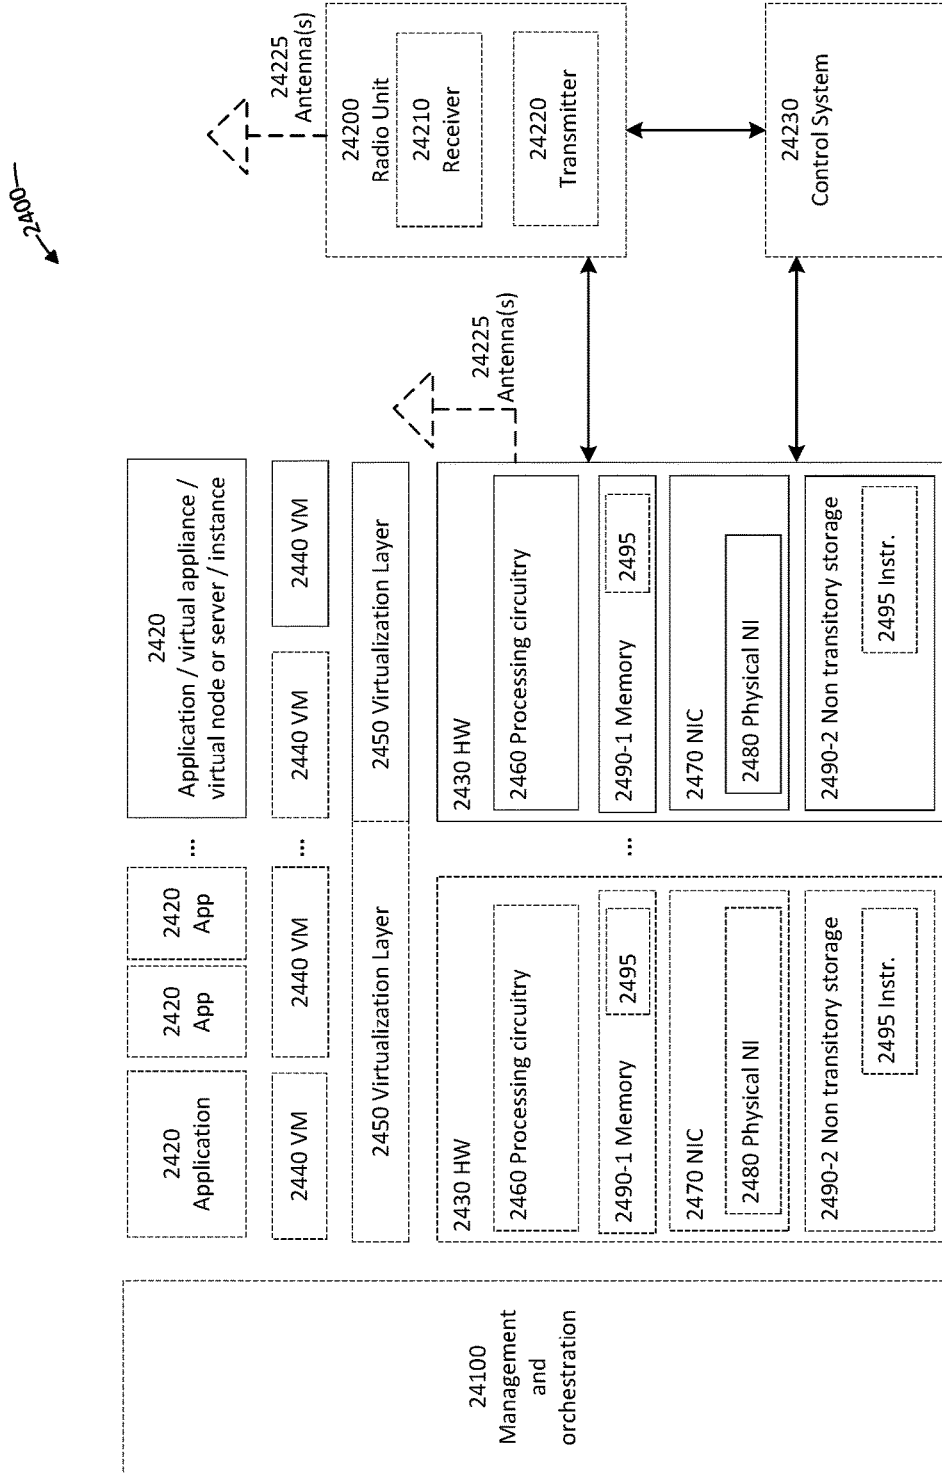 2400
24100
Management
and
orchestration
2420
Application
2420
App
2420
App
...
2420
Application / virtual appliance /
virtual node or server / instance
2440 VM
2440 VM
...
2440 VM
2440 VM
2450 Virtualization Layer
2450 Virtualization Layer
2430 HW
2460 Processing circuitry
2490-1 Memory
2495
2470 NIC
2480 Physical NI
2490-2 Non transitory storage
2495 Instr.
...
2430 HW
2460 Processing circuitry
2490-1 Memory
2495
2470 NIC
2480 Physical NI
2490-2 Non transitory storage
2495 Instr.
24225
Antenna(s)
24225
Antenna(s)
24200
Radio Unit
24210
Receiver
24220
Transmitter
24230
Control System